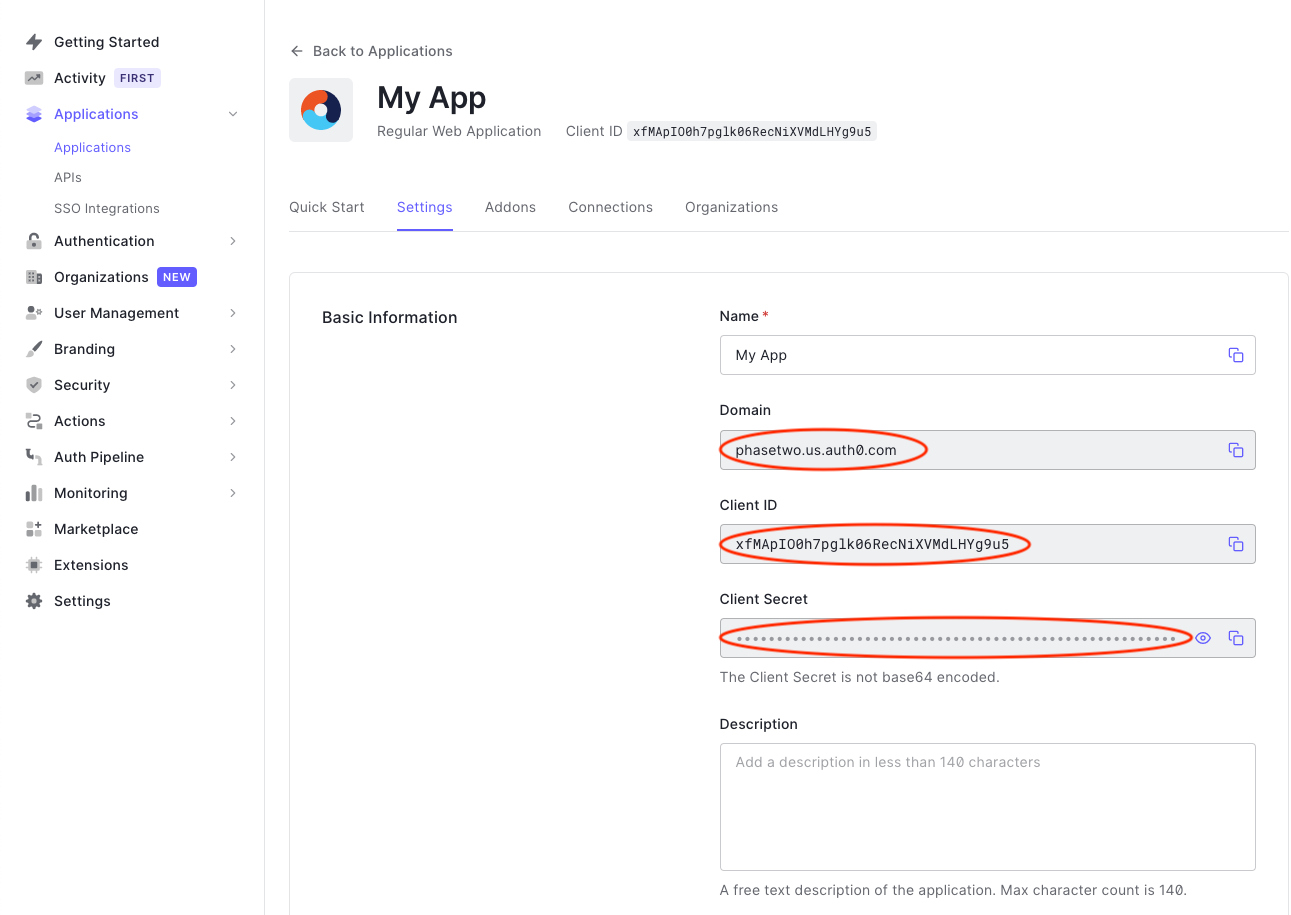 Getting Started
Activity FIRST
Applications
Applications
APIs
SSO Integrations
Authentication
Organizations NEW
User Management
Branding
Security
Actions
Auth Pipeline
Monitoring
Marketplace
Extensions
Settings
Back to Applications
My App
Regular Web Application Client ID xfMApIO0h7pglk06RecNiXVMdLHYg9u5
Quick Start Settings Addons Connections Organizations
Basic Information
Name *
My App
Domain
phasetwo.us.auth0.com
Client ID
xfMApIO0h7pglk06RecNiXVMdLHYg9u5
Client Secret
The Client Secret is not base64 encoded.
Description
Add a description in less than 140 characters
A free text description of the application. Max character count is 140.